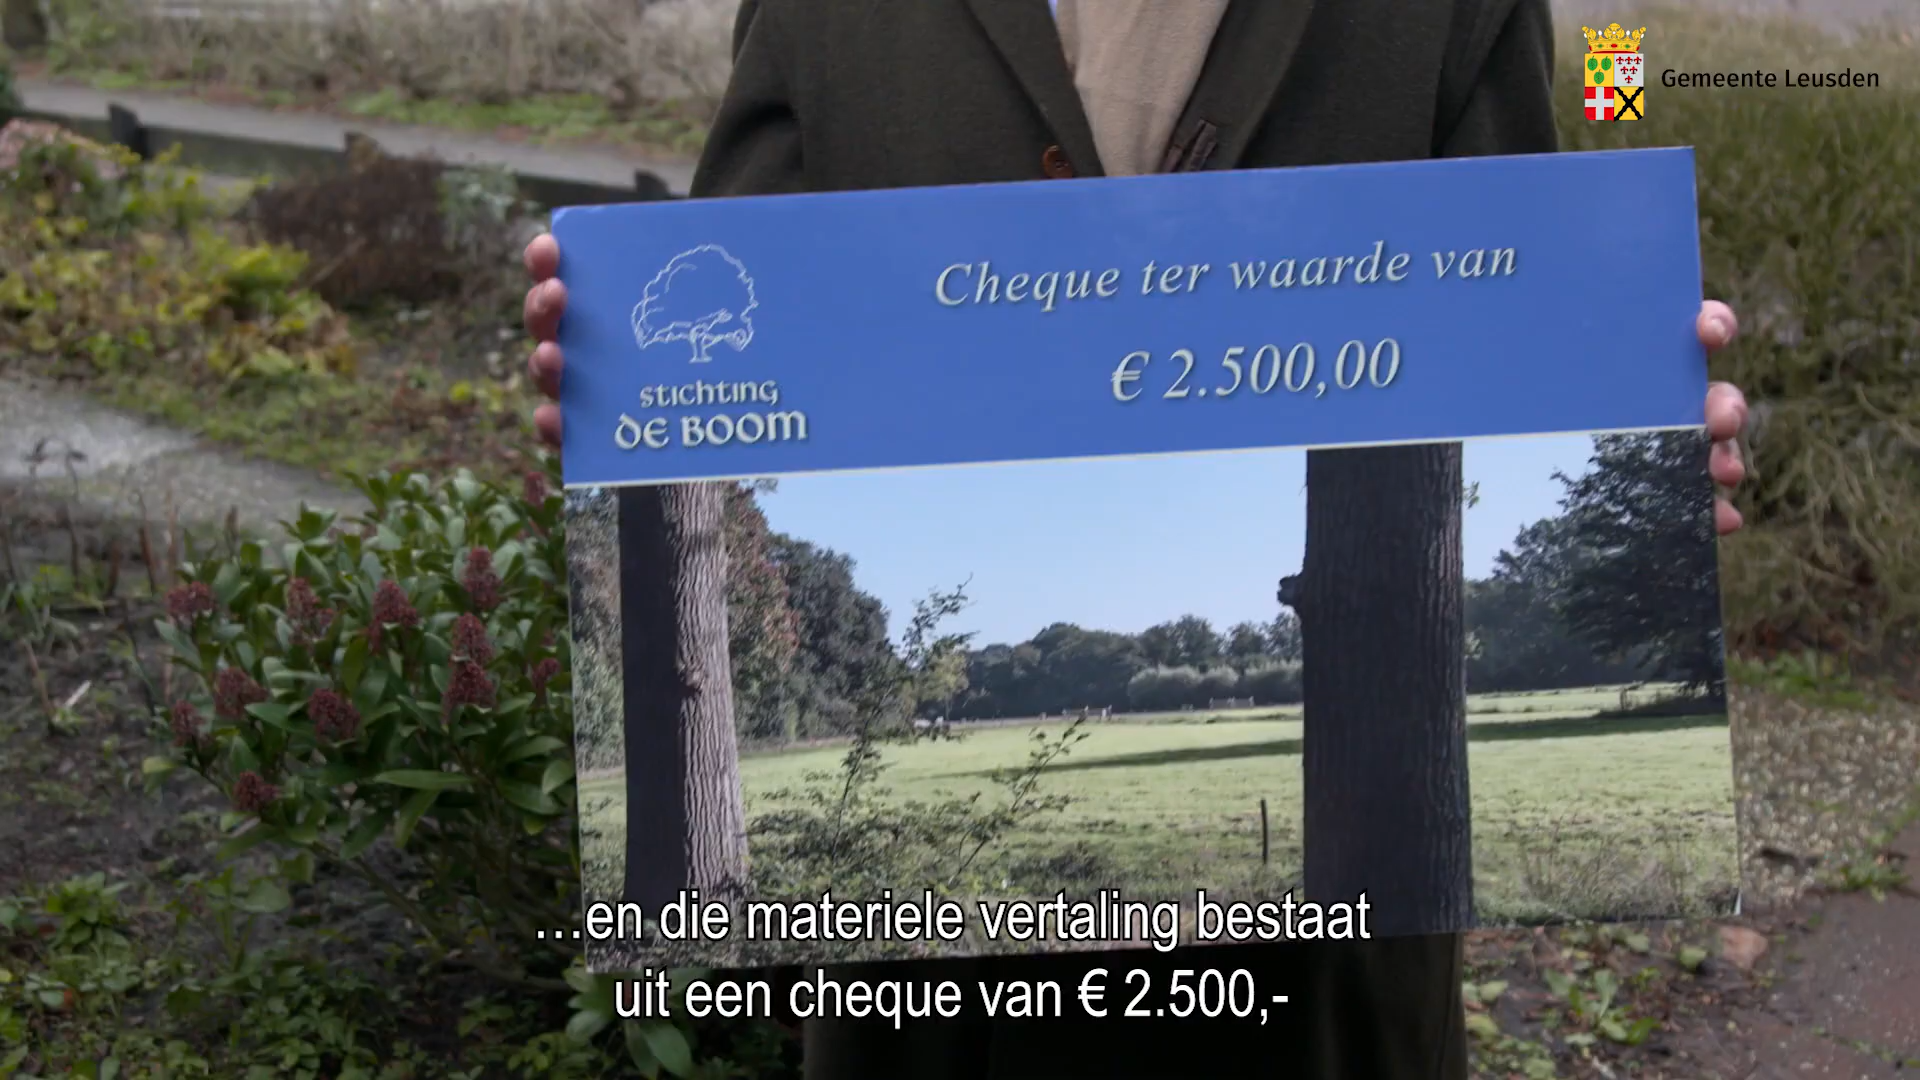 Gemeente Leusden
Cheque ter waarde van
€ 2.500,00
STICHTING
DE BOOM
...en die materiele vertaling bestaat
uit een cheque van € 2.500,-